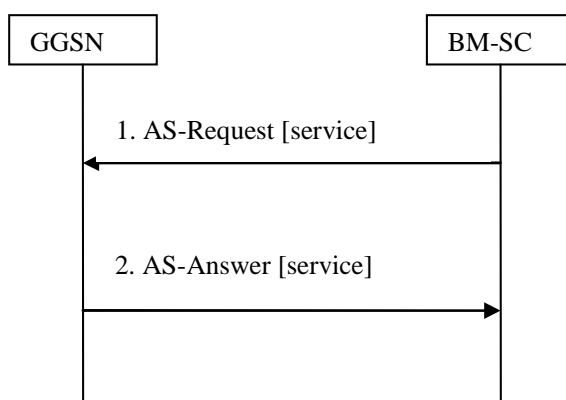 GGSN
BM-SC
1. AS-Request [service]
2. AS-Answer [service]